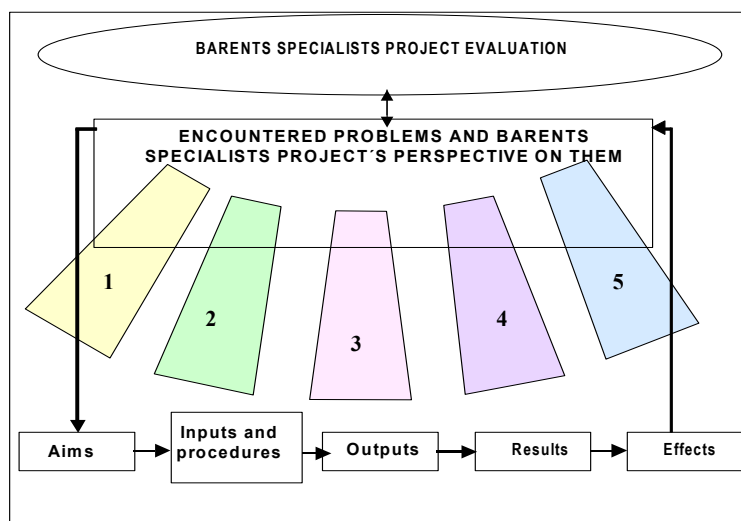 BARENTS SPECIALISTS PROJECT EVALUATION
ENCOUNTERED PROBLEMS AND BARENTS
SPECIALISTS PROJECT´S PERSPECTIVE ON THEM
1
2
3
4
5
Aims
Inputs and
procedures
Outputs
Results
Effects